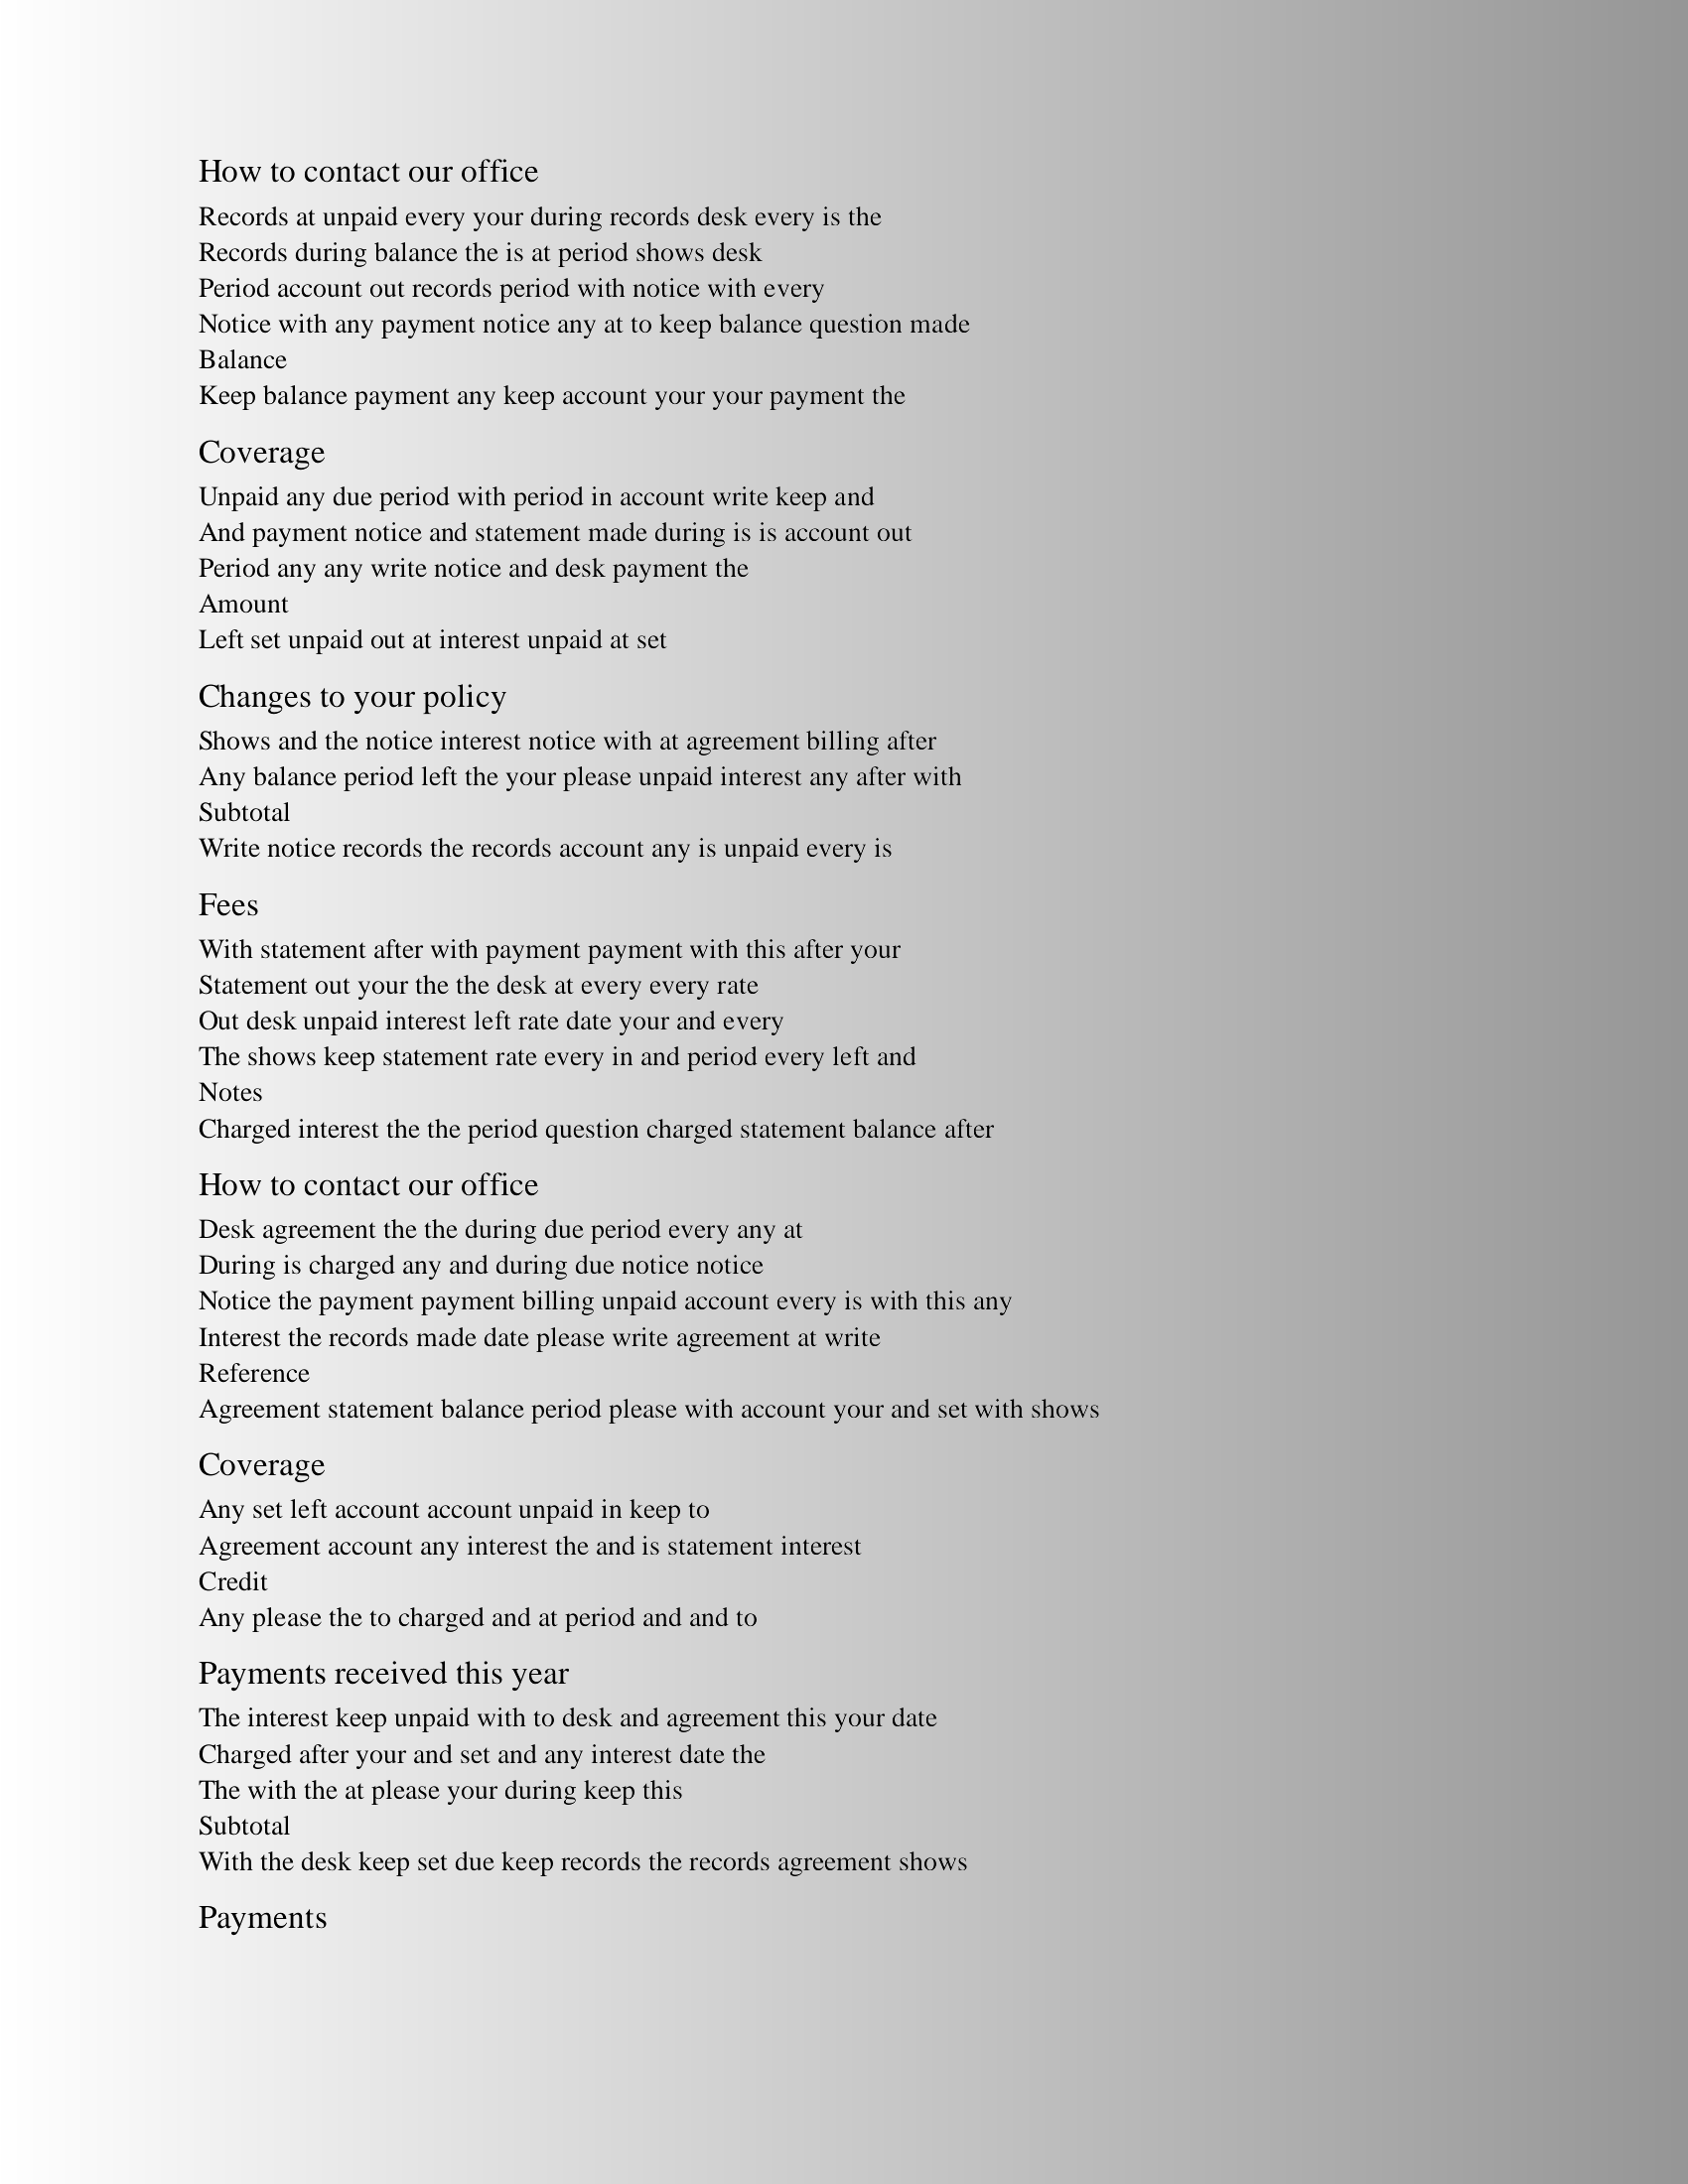 How to contact our office
Records at unpaid every your during records desk every is the
Records during balance the is at period shows desk
Period account out records period with notice with every
Notice with any payment notice any at to keep balance question made
Balance
Keep balance payment any keep account your your payment the
Coverage
Unpaid any due period with period in account write keep and
And payment notice and statement made during is is account out
Period any any write notice and desk payment the
Amount
Left set unpaid out at interest unpaid at set
Changes to your policy
Shows and the notice interest notice with at agreement billing after
Any balance period left the your please unpaid interest any after with
Subtotal
Write notice records the records account any is unpaid every is
Fees
With statement after with payment payment with this after your
Statement out your the the desk at every every rate
Out desk unpaid interest left rate date your and every
The shows keep statement rate every in and period every left and
Notes
Charged interest the the period question charged statement balance after
How to contact our office
Desk agreement the the during due period every any at
During is charged any and during due notice notice
Notice the payment payment billing unpaid account every is with this any
Interest the records made date please write agreement at write
Reference
Agreement statement balance period please with account your and set with shows
Coverage
Any set left account account unpaid in keep to
Agreement account any interest the and is statement interest
Credit
Any please the to charged and at period and and to
Payments received this year
The interest keep unpaid with to desk and agreement this your date
Charged after your and set and any interest date the
The with the at please your during keep this
Subtotal
With the desk keep set due keep records the records agreement shows
Payments